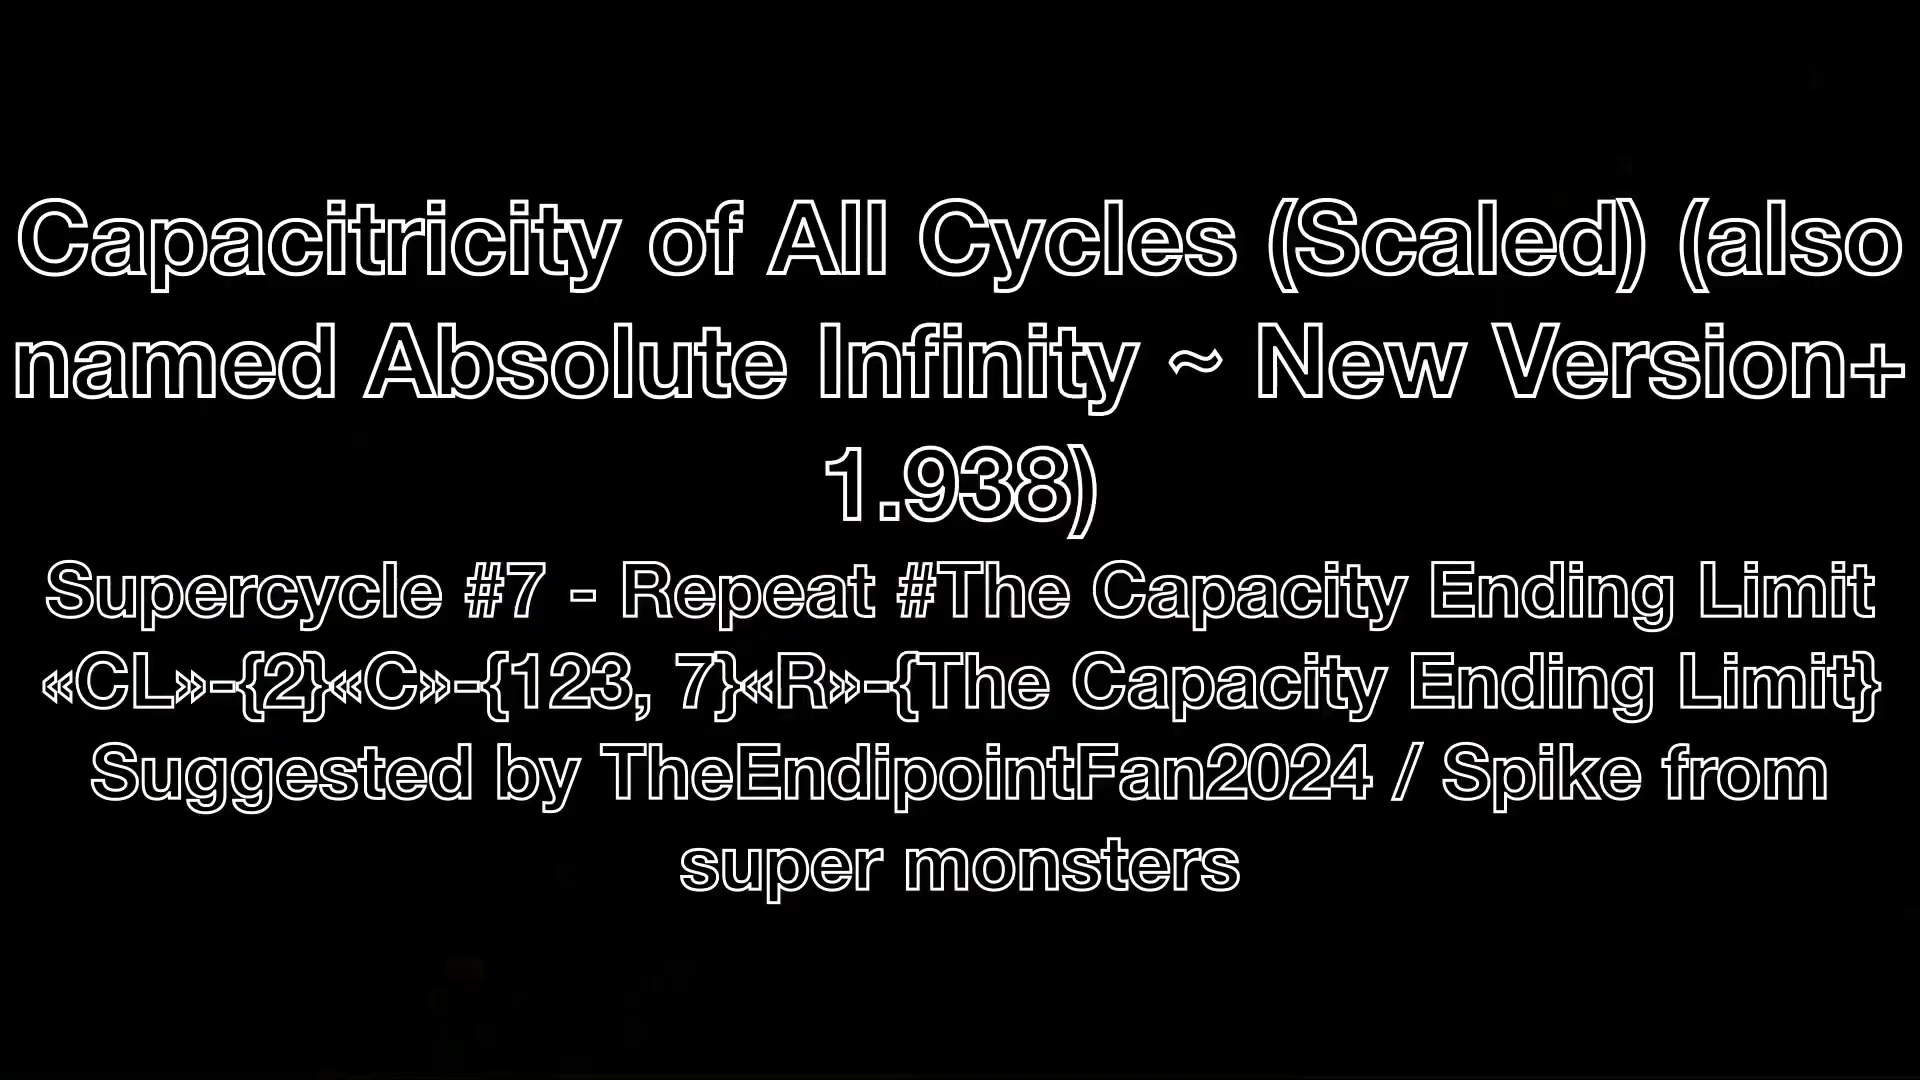 Capacitricity of All Cycles (Scaled) (also
named Absolute Infinity ~ New Version+
1.938)
Supercycle #7 - Repeat #The Capacity Ending Limit
«CL»-{2}«C»-{123, 7}«R»-{The Capacity Ending Limit}
Suggested by TheEndipointFan2024 / Spike from
super monsters